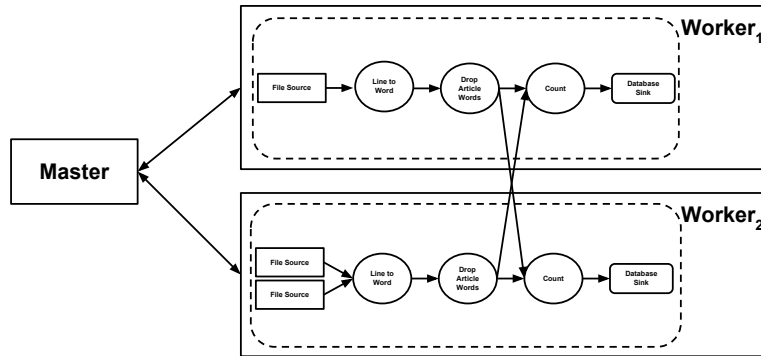 Worker1
File Source
Line to
Word
Drop
Article
Words
Count
Database
Sink
Master
Worker2
File Source
File Source
Line to
Word
Drop
Article
Words
Count
Database
Sink